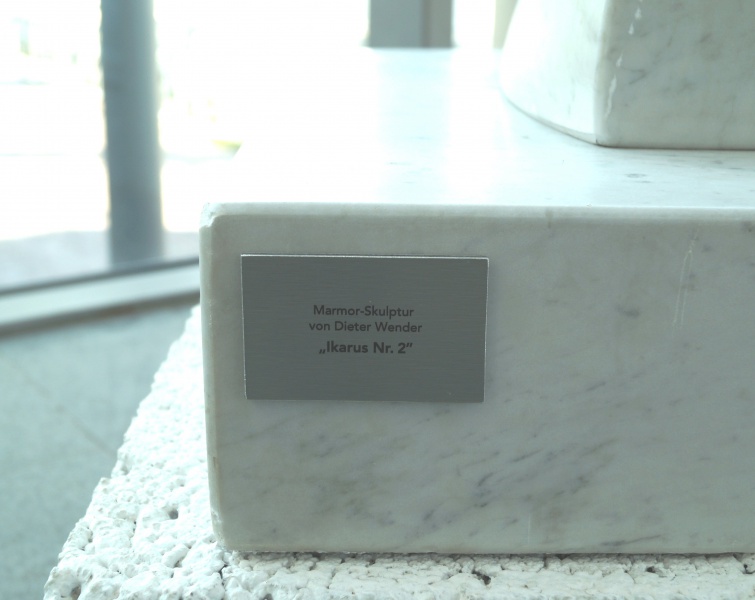 Marmor-Skulptur
von Dieter Wender
„Ikarus Nr. 2“